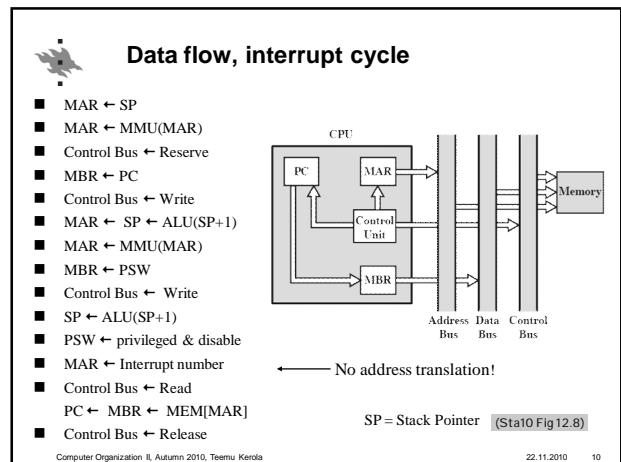 Data flow, interrupt cycle
■ MAR ← SP
■ MAR ← MMU(MAR)
■ Control Bus ← Reserve
■ MBR ← PC
■ Control Bus ← Write
■ MAR ← SP ← ALU(SP+1)
■ MAR ← MMU(MAR)
■ MBR ← PSW
■ Control Bus ← Write
■ SP ← ALU(SP+1)
■ PSW ← privileged & disable
■ MAR ← Interrupt number
■ Control Bus ← Read
PC ← MBR ← MEM[MAR]
■ Control Bus ← Release
CPU
PC
MAR
Control
Unit
MBR
Memory
Address
Bus
Data
Bus
Control
Bus
← No address translation!
SP = Stack Pointer
(Sta10 Fig 12.8)
Computer Organization II, Autumn 2010, Teemu Kerola
22.11.2010
10